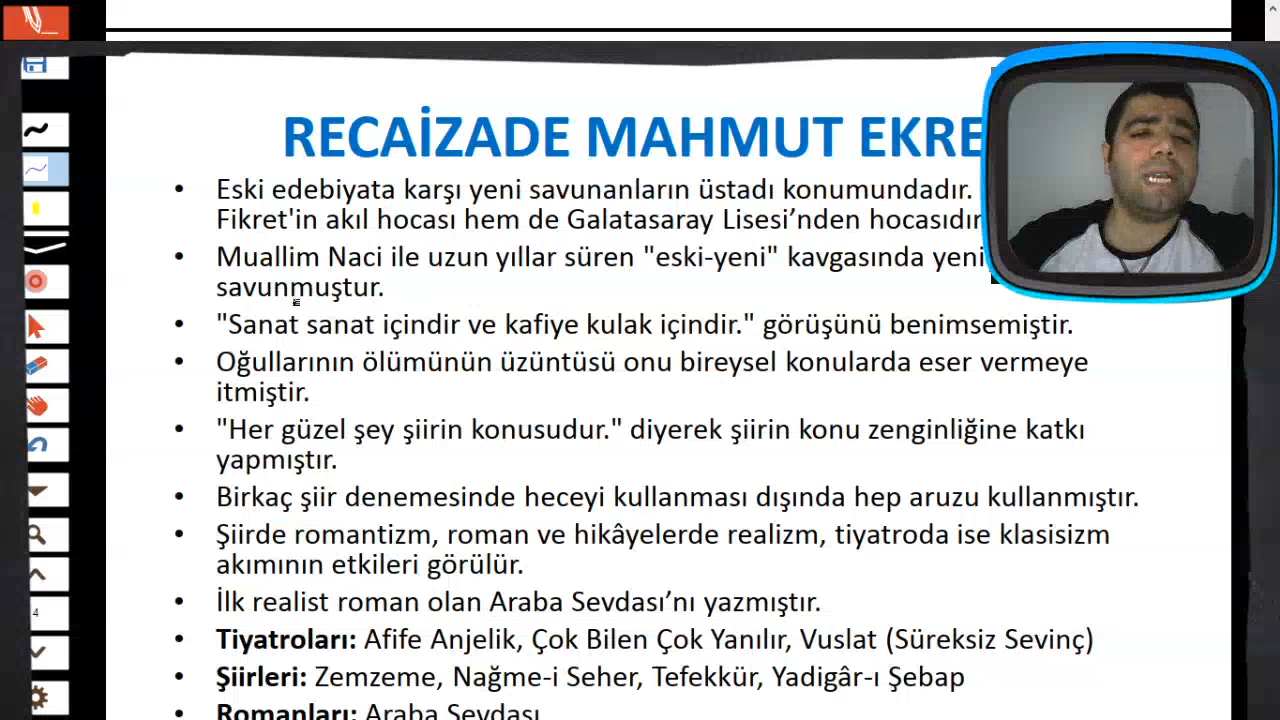 RECAİZADE MAHMUT EKRE
• Eski edebiyata karşı yeni savunanların üstadı konumundadır.
Fikret'in akıl hocası hem de Galatasaray Lisesi’nden hocasıdır
• Muallim Naci ile uzun yıllar süren "eski-yeni" kavgasında yeni
savunmuştur.
• "Sanat sanat içindir ve kafiye kulak içindir." görüşünü benimsemiştir.
• Oğullarının ölümünün üzüntüsü onu bireysel konularda eser vermeye
itmiştir.
• "Her güzel şey şiirin konusudur." diyerek şiirin konu zenginliğine katkı
yapmıştır.
• Birkaç şiir denemesinde heceyi kullanması dışında hep aruzu kullanmıştır.
• Şiirde romantizm, roman ve hikâyelerde realizm, tiyatroda ise klasisizm
akımının etkileri görülür.
• İlk realist roman olan Araba Sevdası’nı yazmıştır.
• Tiyatroları: Afife Anjelik, Çok Bilen Çok Yanılır, Vuslat (Süreksiz Sevinç)
• Şiirleri: Zemzeme, Nağme-i Seher, Tefekkür, Yadigâr-ı Şebap
• Romanları: Araba Sevdası
4